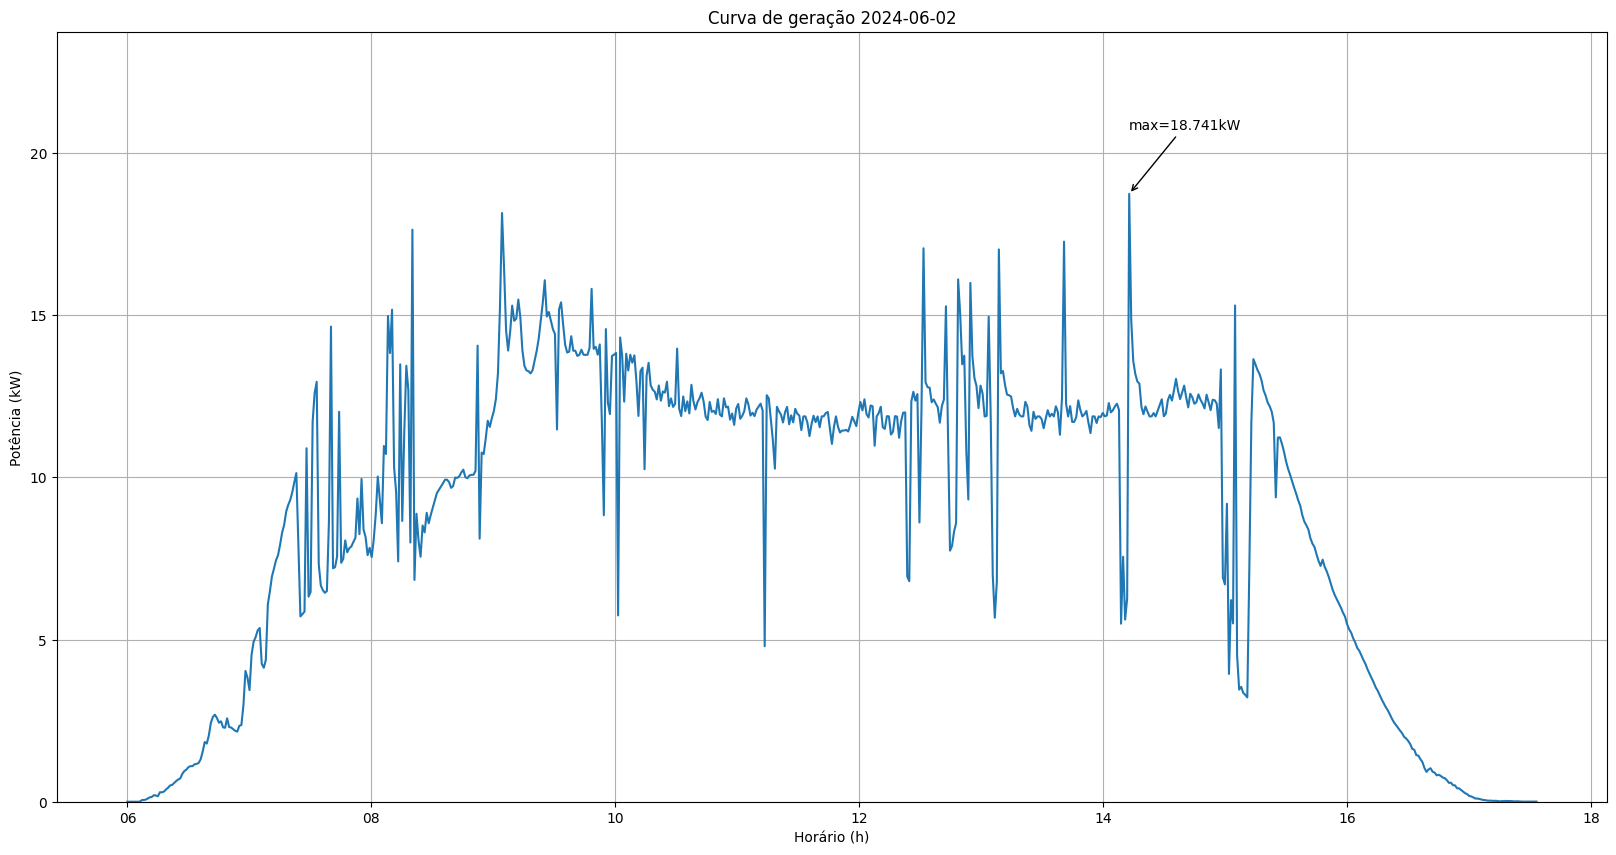 Curva de geração 2024-06-02
max=18.741kW
20
15
10
5
0
Potência (kW)
06 08 10 12 14 16 18
Horário (h)